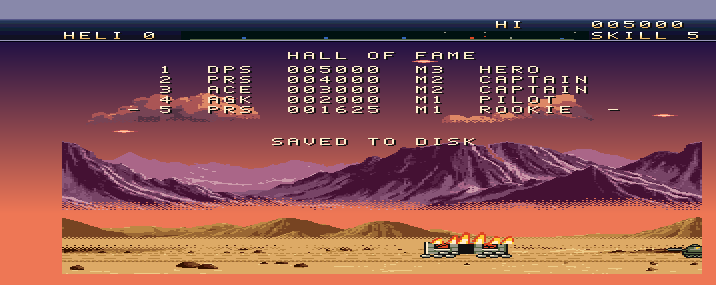 HI 005000
HELI 0 SKILL 5
HALL OF FAME
1 DPS 005000 M3 HERO
2 PRS 004000 M2 CAPTAIN
3 ACE 003000 M2 CAPTAIN
4 AGK 002000 M1 PILOT
- 5 PRS 001625 M1 ROOKIE -
SAVED TO DISK